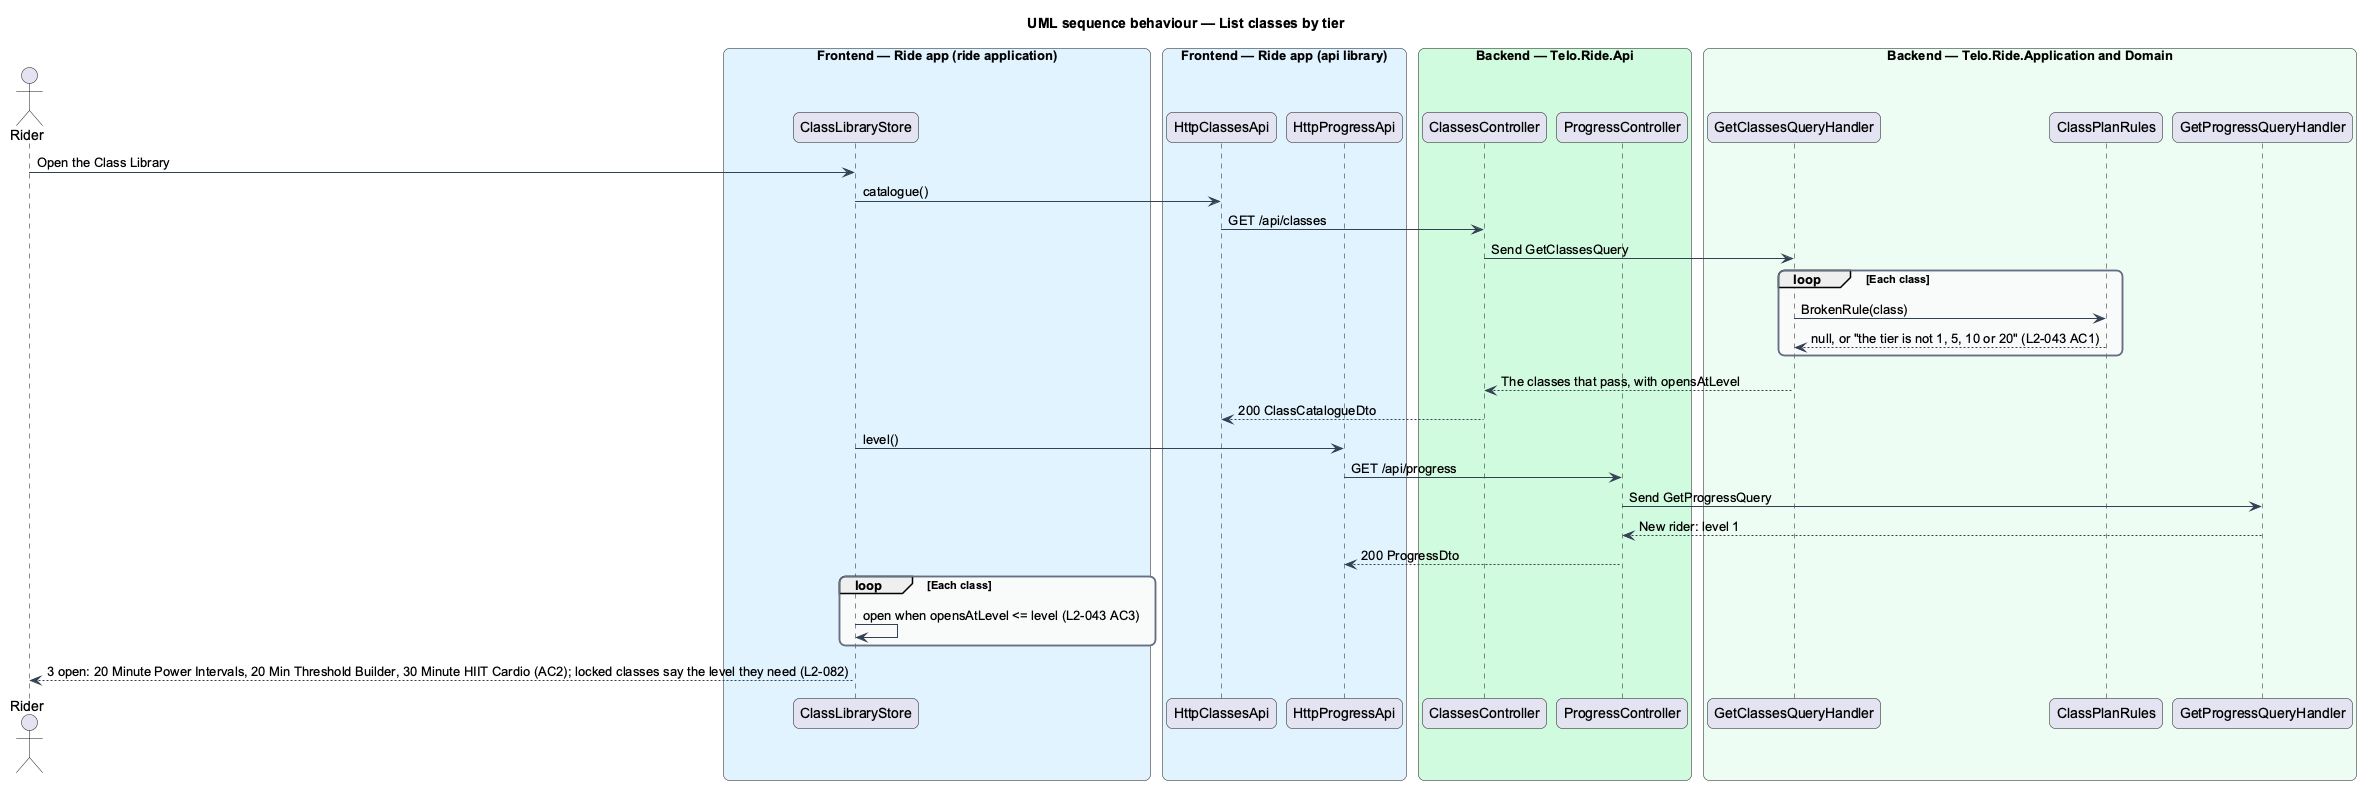 UML sequence behaviour — List classes by tier
Frontend — Ride app (ride application)
Frontend — Ride app (api library)
Backend — Telo.Ride.Api
Backend — Telo.Ride.Application and Domain
Rider
ClassLibraryStore
HttpClassesApi
HttpProgressApi
ClassesController
ProgressController
GetClassesQueryHandler
ClassPlanRules
GetProgressQueryHandler
Open the Class Library
catalogue()
GET /api/classes
Send GetClassesQuery
loop
[Each class]
BrokenRule(class)
null, or "the tier is not 1, 5, 10 or 20" (L2-043 AC1)
The classes that pass, with opensAtLevel
200 ClassCatalogueDto
level()
GET /api/progress
Send GetProgressQuery
New rider: level 1
200 ProgressDto
loop
[Each class]
open when opensAtLevel <= level (L2-043 AC3)
3 open: 20 Minute Power Intervals, 20 Min Threshold Builder, 30 Minute HIIT Cardio (AC2); locked classes say the level they need (L2-082)
Rider
ClassLibraryStore
HttpClassesApi
HttpProgressApi
ClassesController
ProgressController
GetClassesQueryHandler
ClassPlanRules
GetProgressQueryHandler